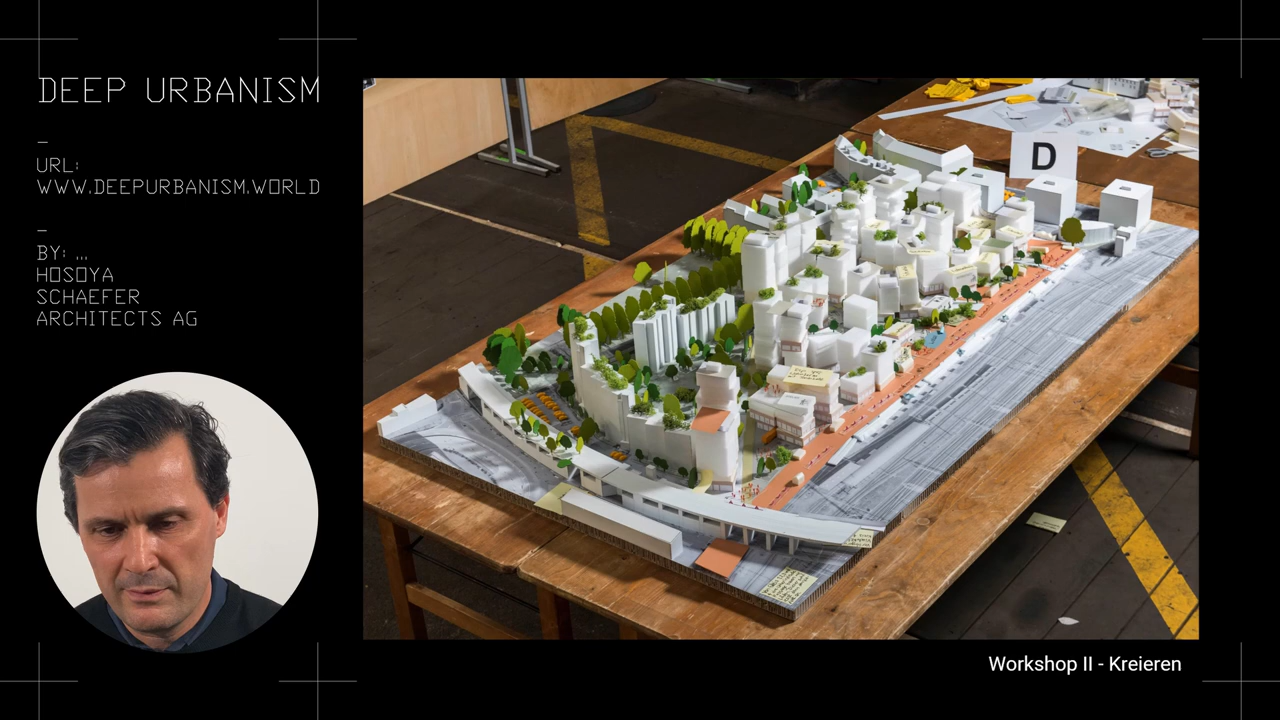 DEEP URBANISM
–
URL:
WWW.DEEPURBANISM.WORLD
–
BY: ...
HOSOYA
SCHAEFER
ARCHITECTS AG
D
Workshop II - Kreieren